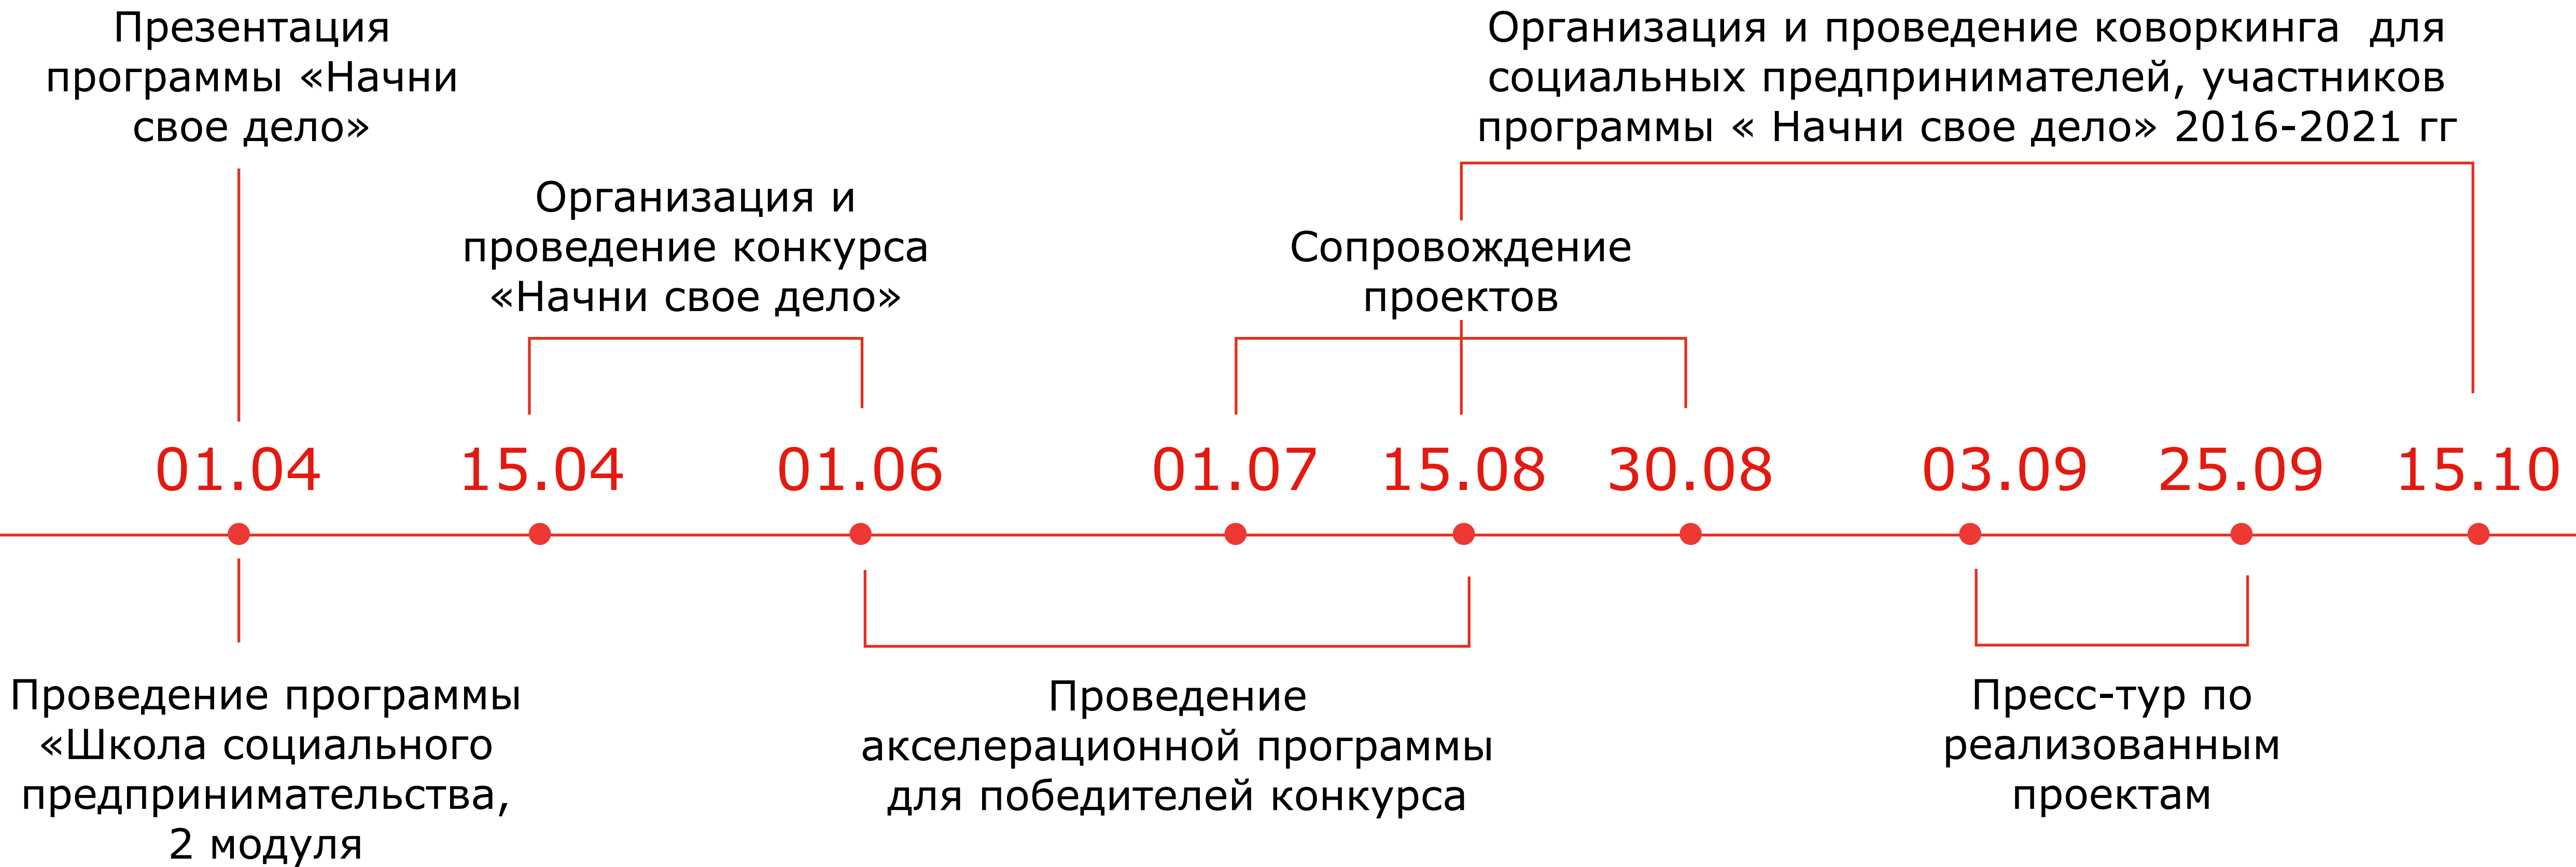 Презентация
программы «Начни
свое дело»
Организация и проведение коворкинга для
социальных предпринимателей, участников
программы « Начни свое дело» 2016-2021 гг
Организация и
проведение конкурса
«Начни свое дело»
Сопровождение
проектов
01.04 15.04 01.06 01.07 15.08 30.08 03.09 25.09 15.10
Проведение программы
«Школа социального
предпринимательства,
2 модуля
Проведение
акселерационной программы
для победителей конкурса
Пресс-тур по
реализованным
проектам